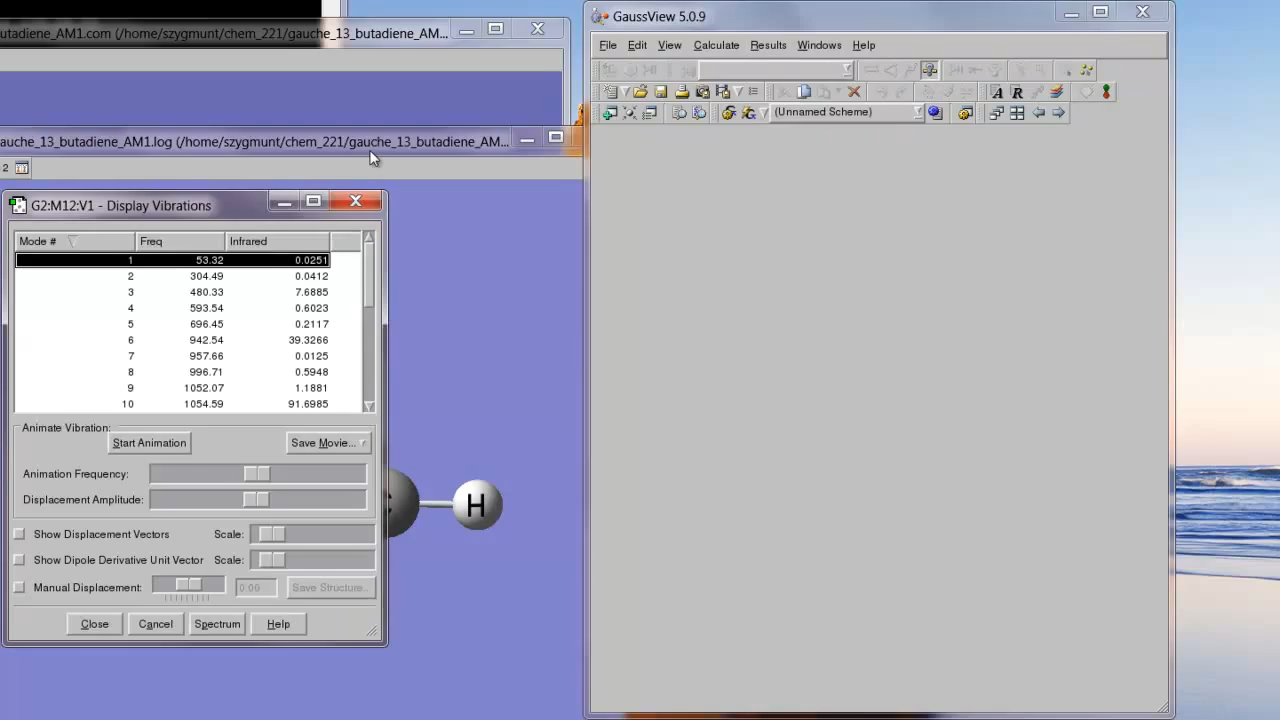 utadiene_AM1.com (/home/szygmunt/chem_221/gauche_13_butadiene_AM...
GaussView 5.0.9
File Edit View Calculate Results Windows Help
(Unnamed Scheme)
auche_13_butadiene_AM1.log (/home/szygmunt/chem_221/gauche_13_butadiene_AM...
2
G2:M12:V1 - Display Vibrations
Mode # Freq Infrared
1 53.32 0.0251
2 304.49 0.0412
3 480.33 7.6885
4 593.54 0.6023
5 696.45 0.2117
6 942.54 39.3266
7 957.66 0.0125
8 996.71 0.5948
9 1052.07 1.1881
10 1054.59 91.6985
Animate Vibration:
Start Animation Save Movie...
Animation Frequency:
Displacement Amplitude:
H
Show Displacement Vectors Scale:
Show Dipole Derivative Unit Vector Scale:
Manual Displacement: 0.00 Save Structure..
Close Cancel Spectrum Help